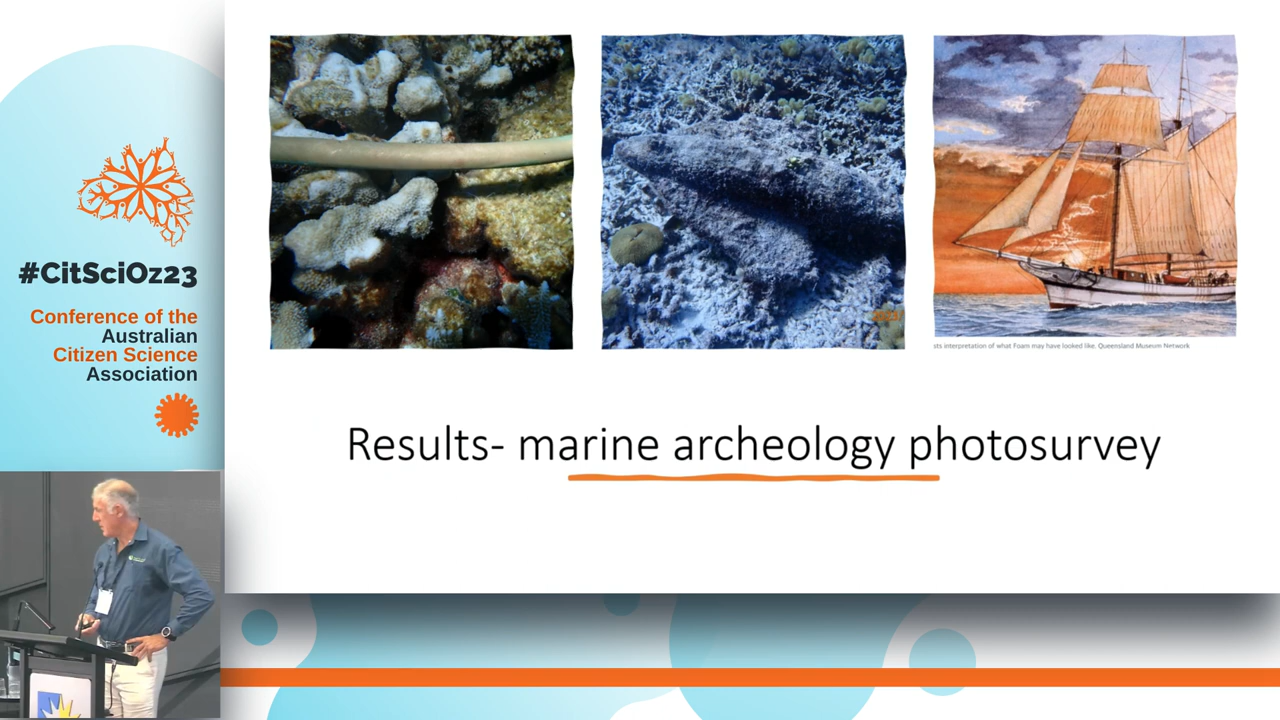 #CitSciOz23
Conference of the
Australian
Citizen Science
Association
sts interpretation of what Foam may have looked like. Queensland Museum Network
Results- marine archeology photosurvey